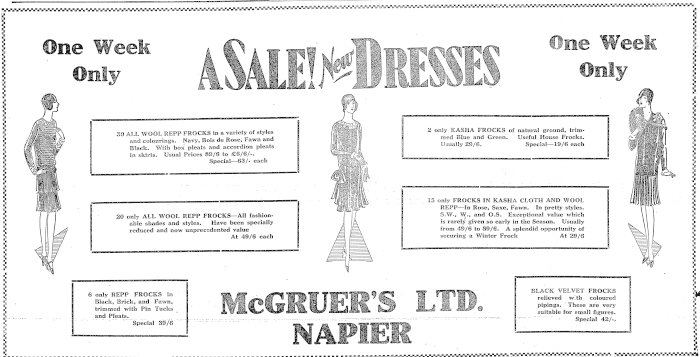 One Week
Only
A SALE! New DRESSES
One Week
Only
39 ALL WOOL REPP FROCKS in a variety of styles
and colourings. Navy, Bois de Rose, Fawn and
Black. With box pleats and accordion pleats
in skirts. Usual Prices 89/6 to £6/6/-.
Special—63/- each
2 only KASHA FROCKS of natural ground, trim-
med Blue and Green. Useful House Frocks.
Usually 29/6. Special—19/6 each
20 only ALL WOOL REPP FROCKS—All fashion-
able shades and styles. Have been specially
reduced and now unprecedented value
At 49/6 each
15 only FROCKS IN KASHA CLOTH AND WOOL
REPP—In Rose, Saxe, Fawn. In pretty styles.
S.W., W., and O.S. Exceptional value which
is rarely given so early in the Season. Usually
from 49/6 to 89/6. A splendid opportunity of
securing a Winter Frock At 29/6
6 only REPP FROCKS in
Black, Brick, and Fawn,
trimmed with Pin Tucks
and Pleats.
Special 39/6
McGRUER'S LTD.
NAPIER
BLACK VELVET FROCKS
relieved with coloured
pipings. These are very
suitable for small figures.
Special 42/-